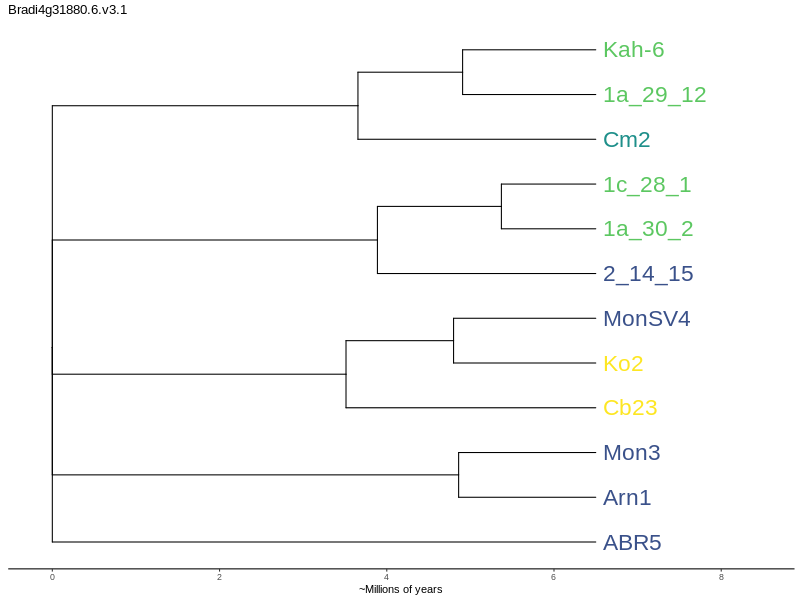 Bradi4g31880.6.v3.1
Kah-6
1a_29_12
Cm2
1c_28_1
1a_30_2
2_14_15
MonSV4
Ko2
Cb23
Mon3
Arn1
ABR5
0 2 4 6 8
~Millions of years